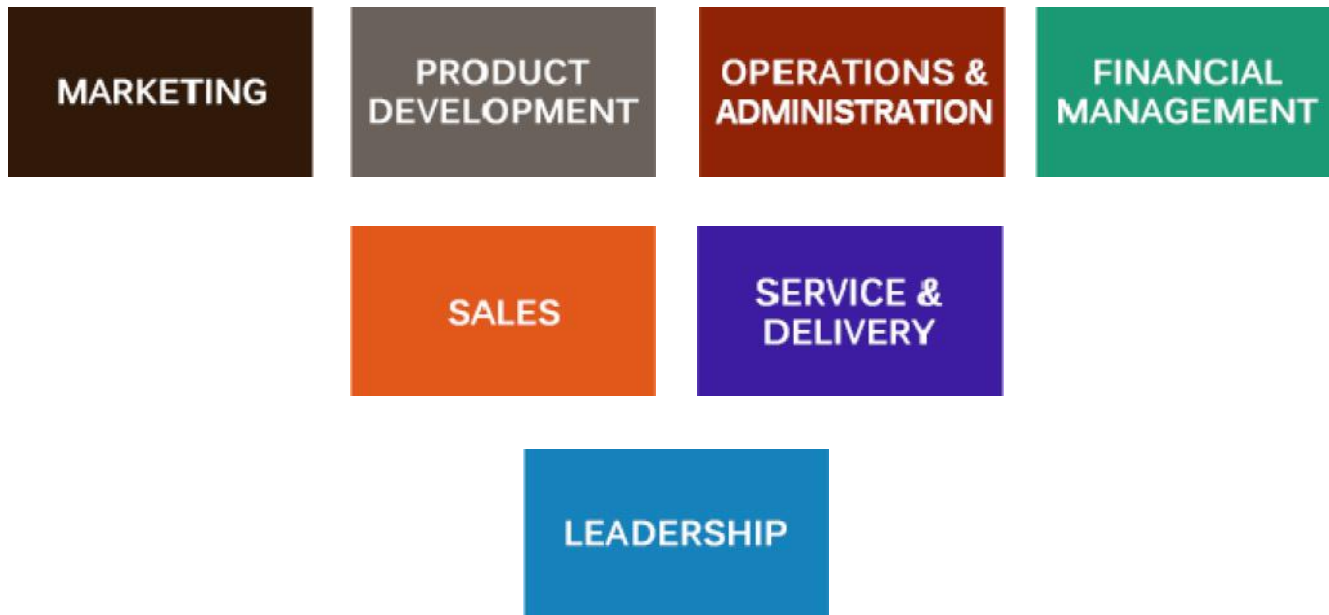 MARKETING
PRODUCT
DEVELOPMENT
OPERATIONS &
ADMINISTRATION
FINANCIAL
MANAGEMENT
SALES
SERVICE &
DELIVERY
LEADERSHIP